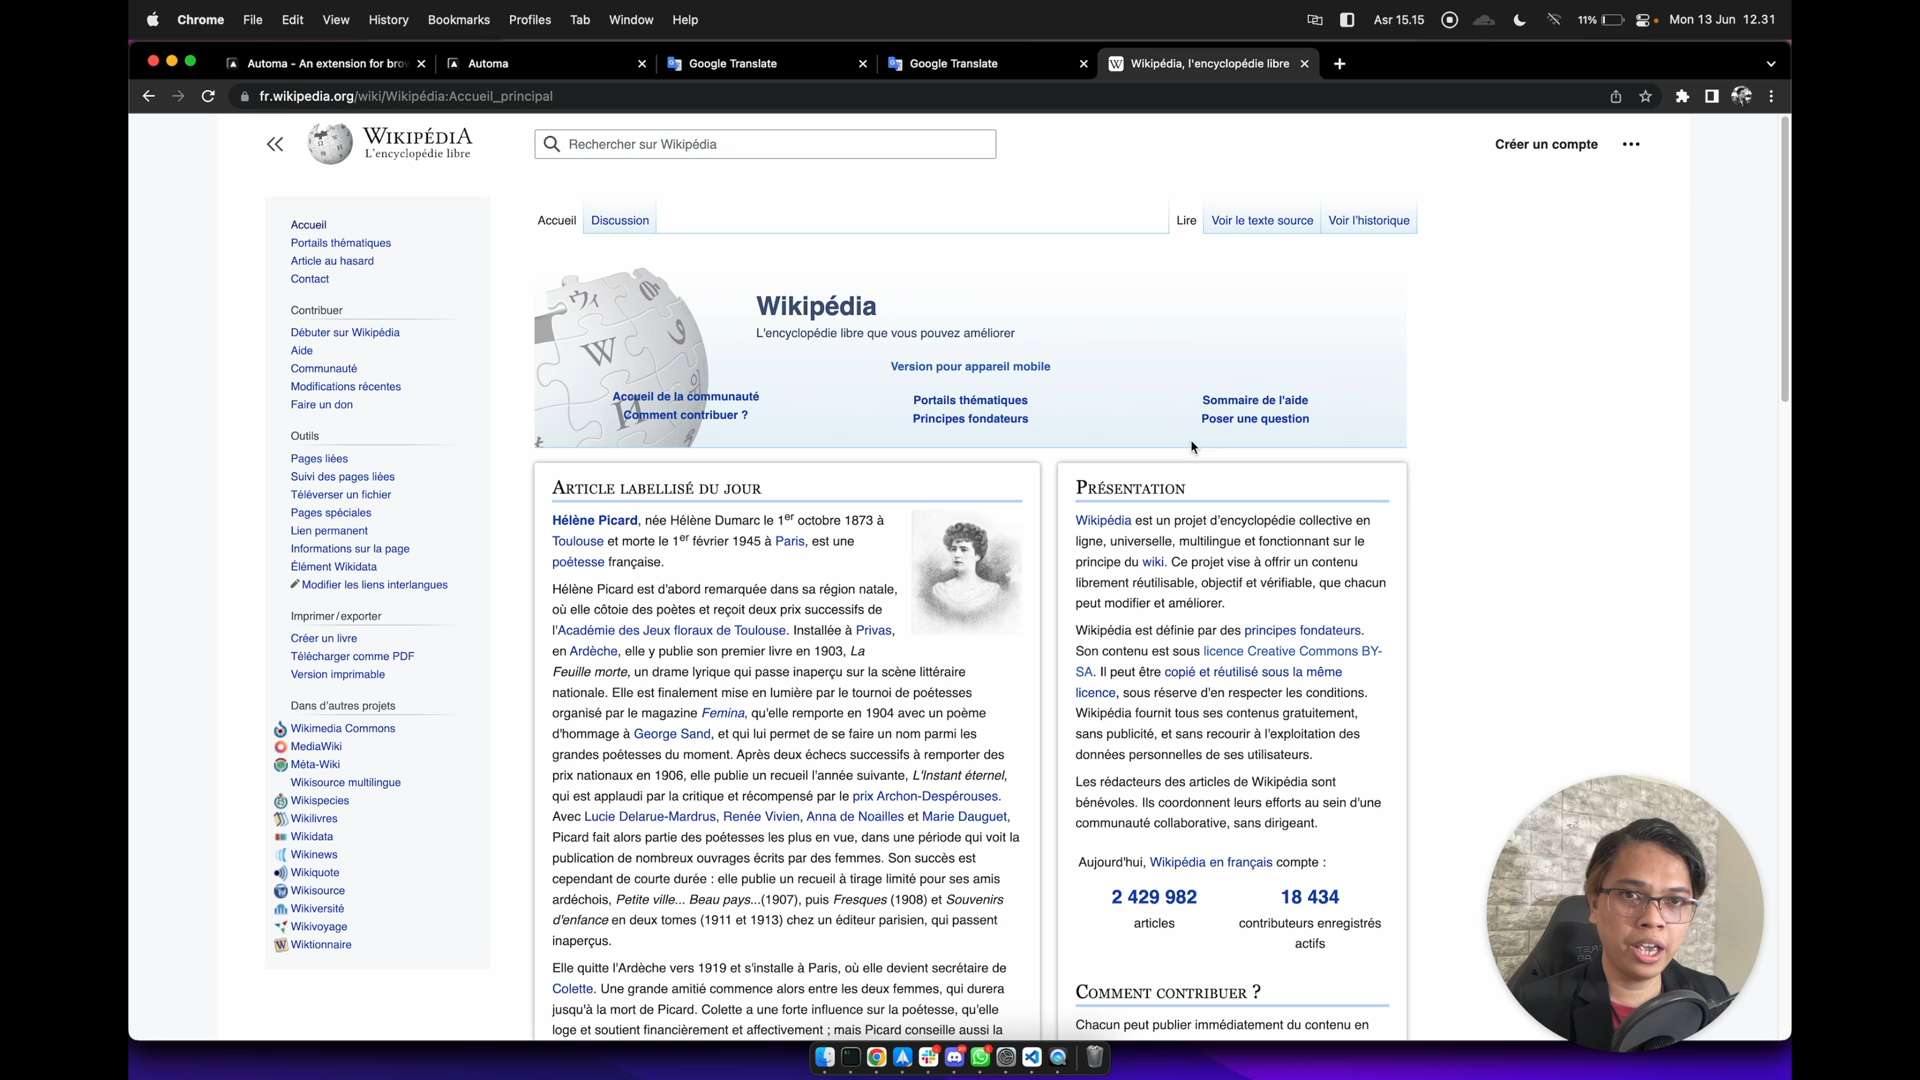 Chrome File Edit View History Bookmarks Profiles Tab Window Help
Asr 15.15 11% Mon 13 Jun 12.31
Automa - An extension for brow
Automa
Google Translate
Google Translate
Wikipédia, l'encyclopédie libre
fr.wikipedia.org/wiki/Wikipédia:Accueil_principal
WIKIPÉDIA
L'encyclopédie libre
Rechercher sur Wikipédia
Créer un compte
Accueil
Portails thématiques
Article au hasard
Contact
Contribuer
Débuter sur Wikipédia
Aide
Communauté
Modifications récentes
Faire un don
Outils
Pages liées
Suivi des pages liées
Téléverser un fichier
Pages spéciales
Lien permanent
Informations sur la page
Élément Wikidata
Modifier les liens interlangues
Imprimer / exporter
Créer un livre
Télécharger comme PDF
Version imprimable
Dans d'autres projets
Wikimedia Commons
MediaWiki
Méta-Wiki
Wikisource multilingue
Wikispecies
Wikilivres
Wikidata
Wikinews
Wikiquote
Wikisource
Wikiversité
Wikivoyage
Wiktionnaire
Accueil Discussion
Lire Voir le texte source Voir l'historique
Wikipédia
L'encyclopédie libre que vous pouvez améliorer
Version pour appareil mobile
Accueil de la communauté
Comment contribuer ?
Portails thématiques
Principes fondateurs
Sommaire de l'aide
Poser une question
Article labellisé du jour
Hélène Picard, née Hélène Dumarc le 1er octobre 1873 à
Toulouse et morte le 1er février 1945 à Paris, est une
poétesse française.
Hélène Picard est d'abord remarquée dans sa région natale,
où elle côtoie des poètes et reçoit deux prix successifs de
l'Académie des Jeux floraux de Toulouse. Installée à Privas,
en Ardèche, elle y publie son premier livre en 1903, La
Feuille morte, un drame lyrique qui passe inaperçu sur la scène littéraire
nationale. Elle est finalement mise en lumière par le tournoi de poétesses
organisé par le magazine Femina, qu'elle remporte en 1904 avec un poème
d'hommage à George Sand, et qui lui permet de se faire un nom parmi les
grandes poétesses du moment. Après deux échecs successifs à remporter des
prix nationaux en 1906, elle publie un recueil l'année suivante, L'Instant éternel,
qui est applaudi par la critique et récompensé par le prix Archon-Despérouses.
Avec Lucie Delarue-Mardrus, Renée Vivien, Anna de Noailles et Marie Dauguet,
Picard fait alors partie des poétesses les plus en vue, dans une période qui voit la
publication de nombreux ouvrages écrits par des femmes. Son succès est
cependant de courte durée : elle publie un recueil à tirage limité pour ses amis
ardéchois, Petite ville... Beau pays...(1907), puis Fresques (1908) et Souvenirs
d'enfance en deux tomes (1911 et 1913) chez un éditeur parisien, qui passent
inaperçus.
Elle quitte l'Ardèche vers 1919 et s'installe à Paris, où elle devient secrétaire de
Colette. Une grande amitié commence alors entre les deux femmes, qui durera
jusqu'à la mort de Picard. Colette a une forte influence sur la poétesse, qu'elle
loge et soutient financièrement et affectivement ; mais Picard conseille aussi la
Présentation
Wikipédia est un projet d'encyclopédie collective en
ligne, universelle, multilingue et fonctionnant sur le
principe du wiki. Ce projet vise à offrir un contenu
librement réutilisable, objectif et vérifiable, que chacun
peut modifier et améliorer.
Wikipédia est définie par des principes fondateurs.
Son contenu est sous licence Creative Commons BY-
SA. Il peut être copié et réutilisé sous la même
licence, sous réserve d'en respecter les conditions.
Wikipédia fournit tous ses contenus gratuitement,
sans publicité, et sans recourir à l'exploitation des
données personnelles de ses utilisateurs.
Les rédacteurs des articles de Wikipédia sont
bénévoles. Ils coordonnent leurs efforts au sein d'une
communauté collaborative, sans dirigeant.
Aujourd'hui, Wikipédia en français compte :
2 429 982
articles
18 434
contributeurs enregistrés
actifs
Comment contribuer ?
Chacun peut publier immédiatement du contenu en